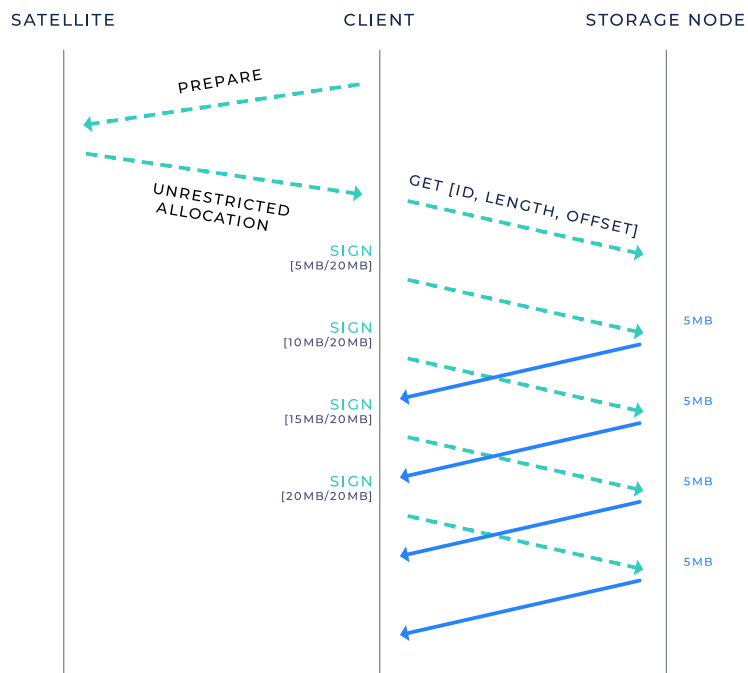 SATELLITE
CLIENT
STORAGE NODE
PREPARE
UNRESTRICTED
ALLOCATION
GET [ID, LENGTH, OFFSET]
SIGN
[5MB/20MB]
5MB
SIGN
[10MB/20MB]
5MB
SIGN
[15MB/20MB]
5MB
SIGN
[20MB/20MB]
5MB